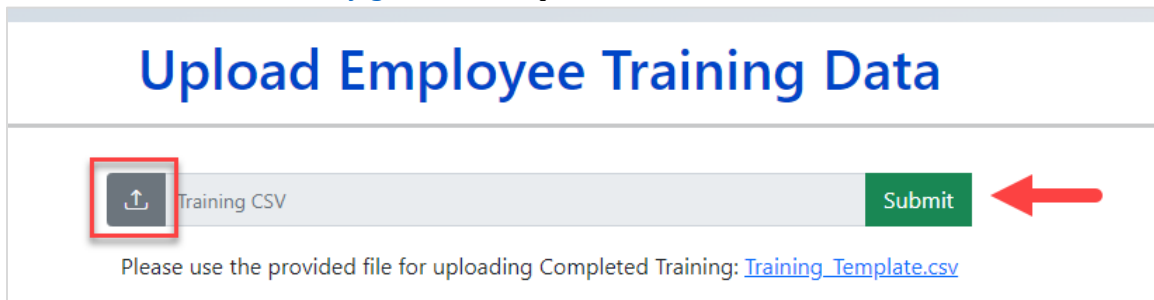 Upload Employee Training Data
Training CSV
Submit
Please use the provided file for uploading Completed Training: Training_Template.csv